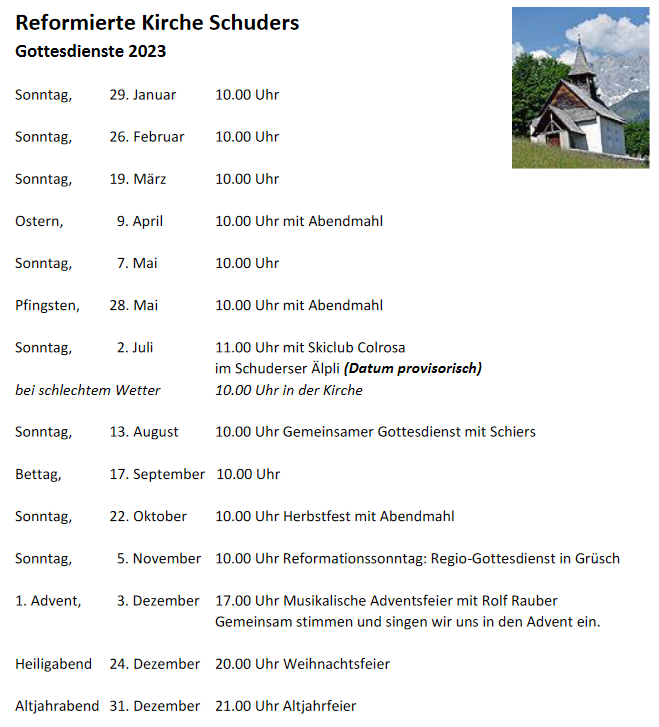 Reformierte Kirche Schuders
Gottesdienste 2023
Sonntag, 29. Januar 10.00 Uhr
Sonntag, 26. Februar 10.00 Uhr
Sonntag, 19. März 10.00 Uhr
Ostern, 9. April 10.00 Uhr mit Abendmahl
Sonntag, 7. Mai 10.00 Uhr
Pfingsten, 28. Mai 10.00 Uhr mit Abendmahl
Sonntag, 2. Juli 11.00 Uhr mit Skiclub Colrosa
im Schuderser Älpli (Datum provisorisch)
bei schlechtem Wetter 10.00 Uhr in der Kirche
Sonntag, 13. August 10.00 Uhr Gemeinsamer Gottesdienst mit Schiers
Bettag, 17. September 10.00 Uhr
Sonntag, 22. Oktober 10.00 Uhr Herbstfest mit Abendmahl
Sonntag, 5. November 10.00 Uhr Reformationssonntag: Regio-Gottesdienst in Grüsch
1. Advent, 3. Dezember 17.00 Uhr Musikalische Adventsfeier mit Rolf Rauber
Gemeinsam stimmen und singen wir uns in den Advent ein.
Heiligabend 24. Dezember 20.00 Uhr Weihnachtsfeier
Altjahrabend 31. Dezember 21.00 Uhr Altjahrfeier